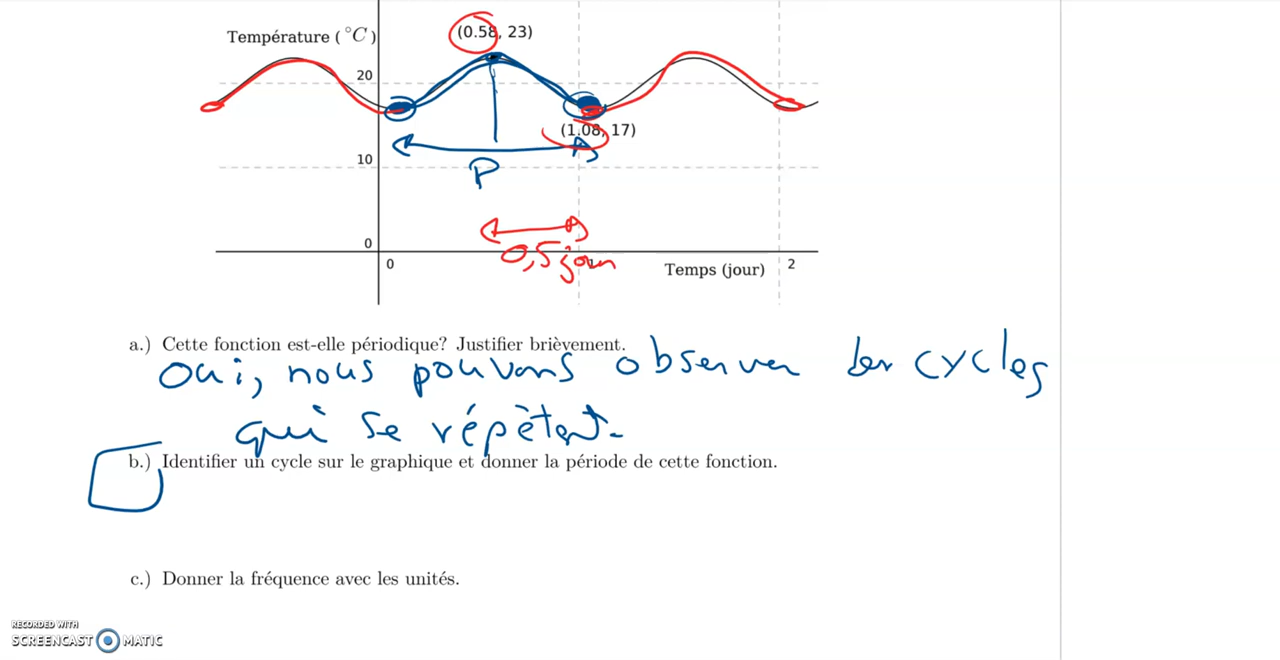 (0.58, 23)
Température (°C)
20
(1.08, 17)
10
P
0
0,5 jour
0
1
Temps (jour)
2
a.) Cette fonction est-elle périodique? Justifier brièvement.
Oui, nous pouvons observer des cycles
qui se répètent.
b.) Identifier un cycle sur le graphique et donner la période de cette fonction.
c.) Donner la fréquence avec les unités.
RECORDED WITH
SCREENCAST MATIC